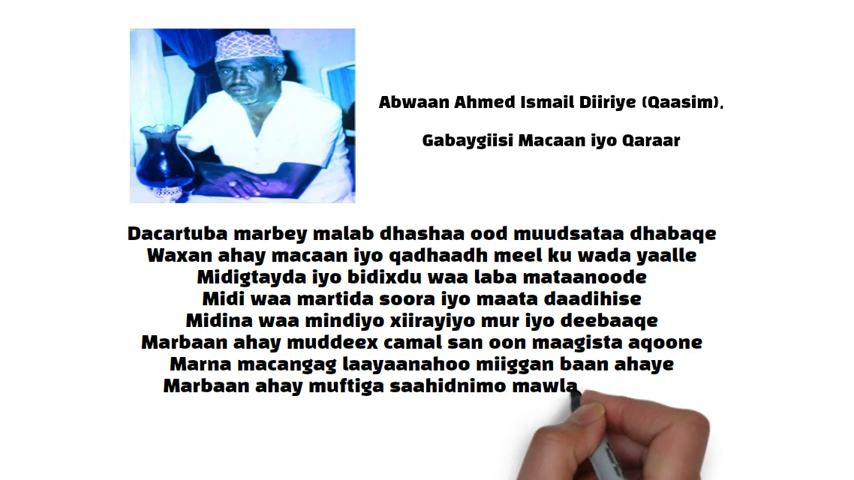 Abwaan Ahmed Ismail Diiriye (Qaasim),
Gabaygiisi Macaan iyo Qaraar
Dacartuba marbey malab dhashaa ood muudsataa dhabaqe
Waxan ahay macaan iyo qadhaadh meel ku wada yaalle
Midigtayda iyo bidixdu waa laba mataanoode
Midi waa martida soora iyo maata daadihise
Midina waa mindiyo xiirayiyo mur iyo deebaaqe
Marbaan ahay muddeex camal san oon maagista aqoone
Marna macangag laayaanahoo miiggan baan ahaye
Marbaan ahay muftiga saahidnimo mawla